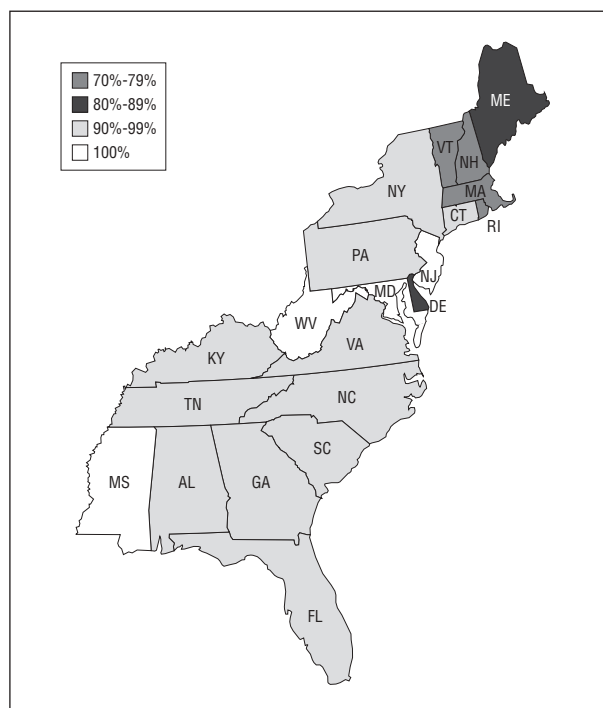 70%-79%
80%-89%
90%-99%
100%
ME
VT
NH
NY
MA
CT
RI
PA
NJ
MD
DE
WV
VA
KY
NC
TN
SC
MS
AL
GA
FL